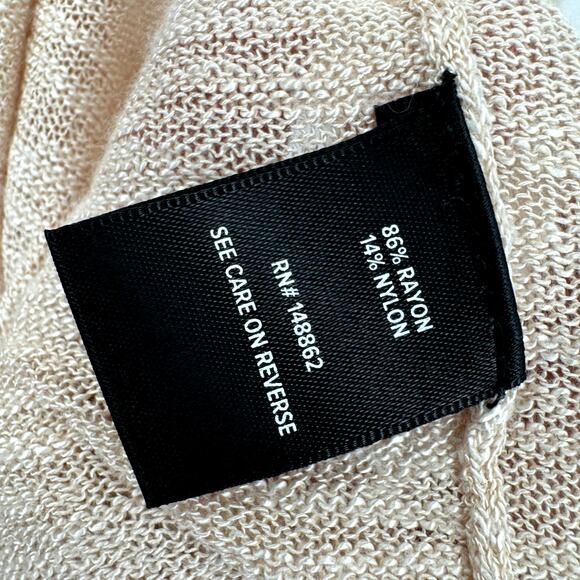 86% RAYON
14% NYLON
RN# 148862
SEE CARE ON REVERSE